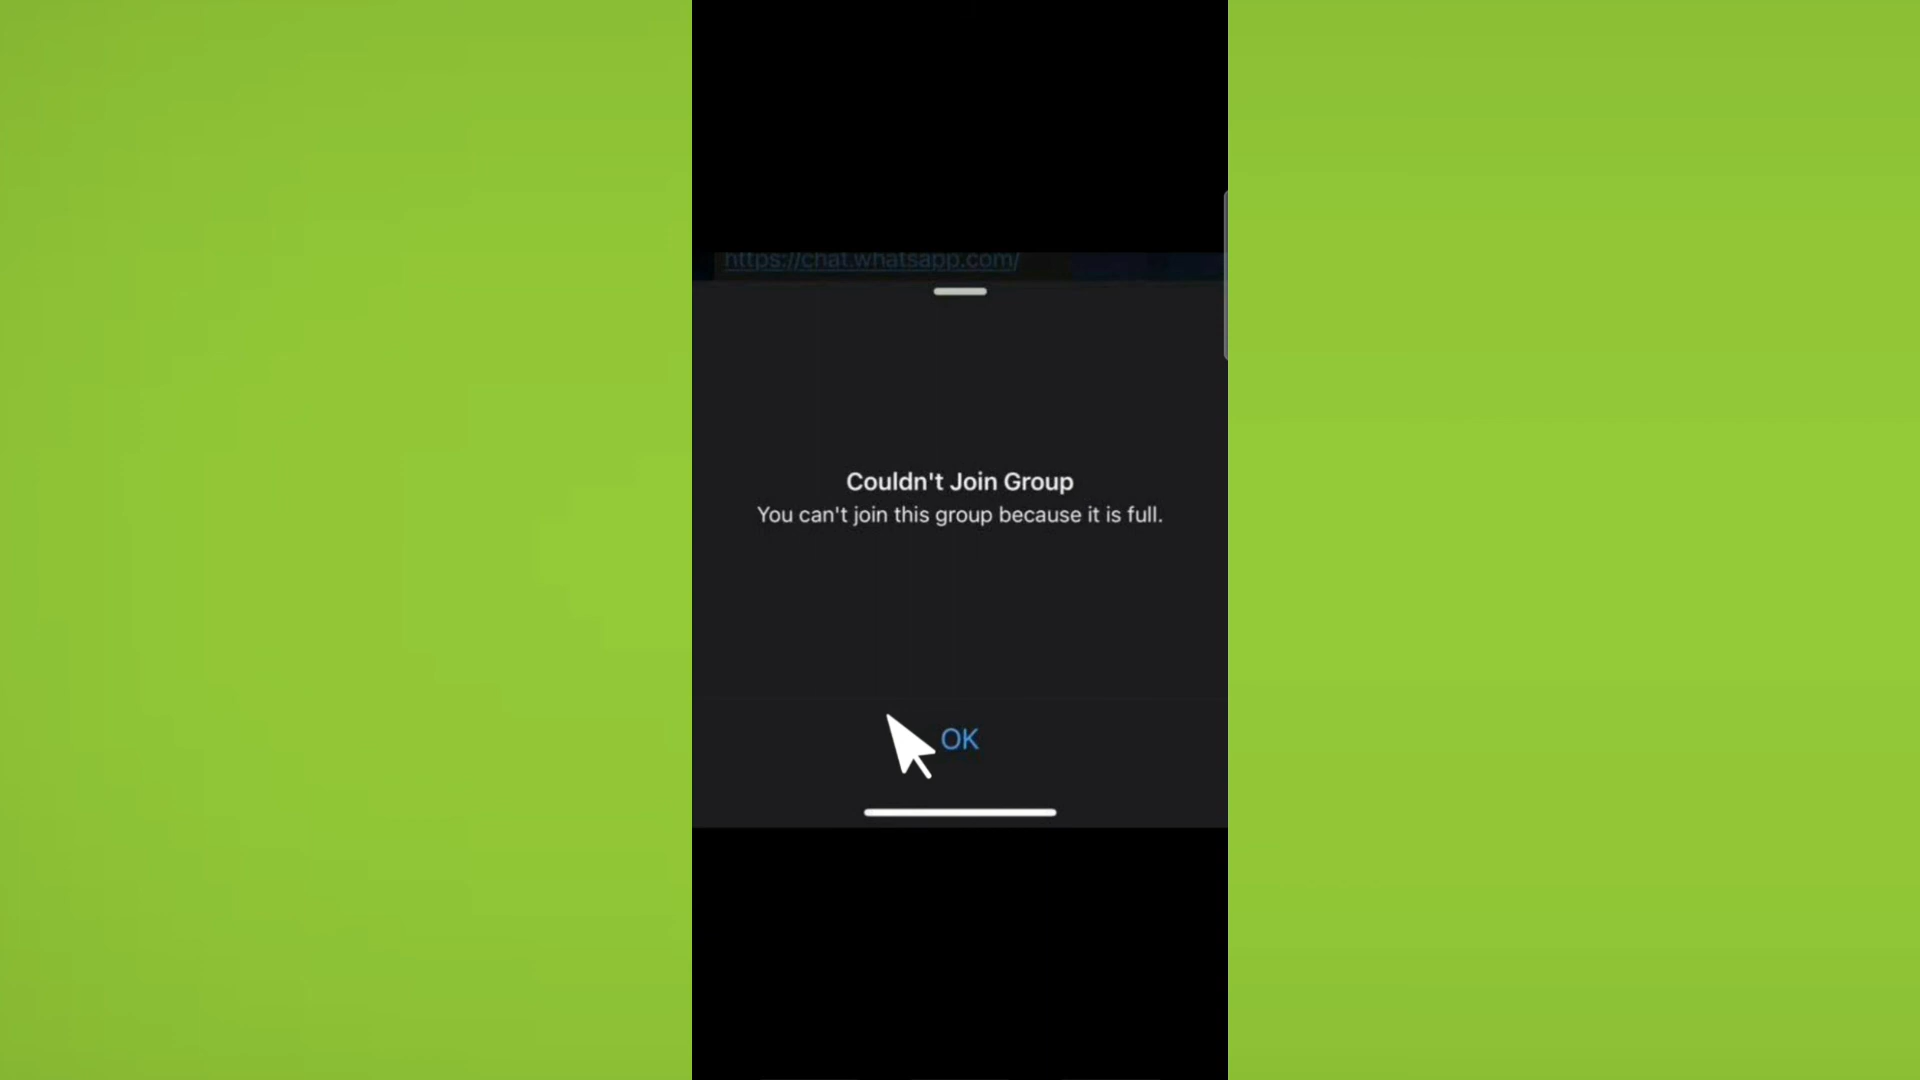 https://chat.whatsapp.com/
Couldn't Join Group
You can't join this group because it is full.
OK